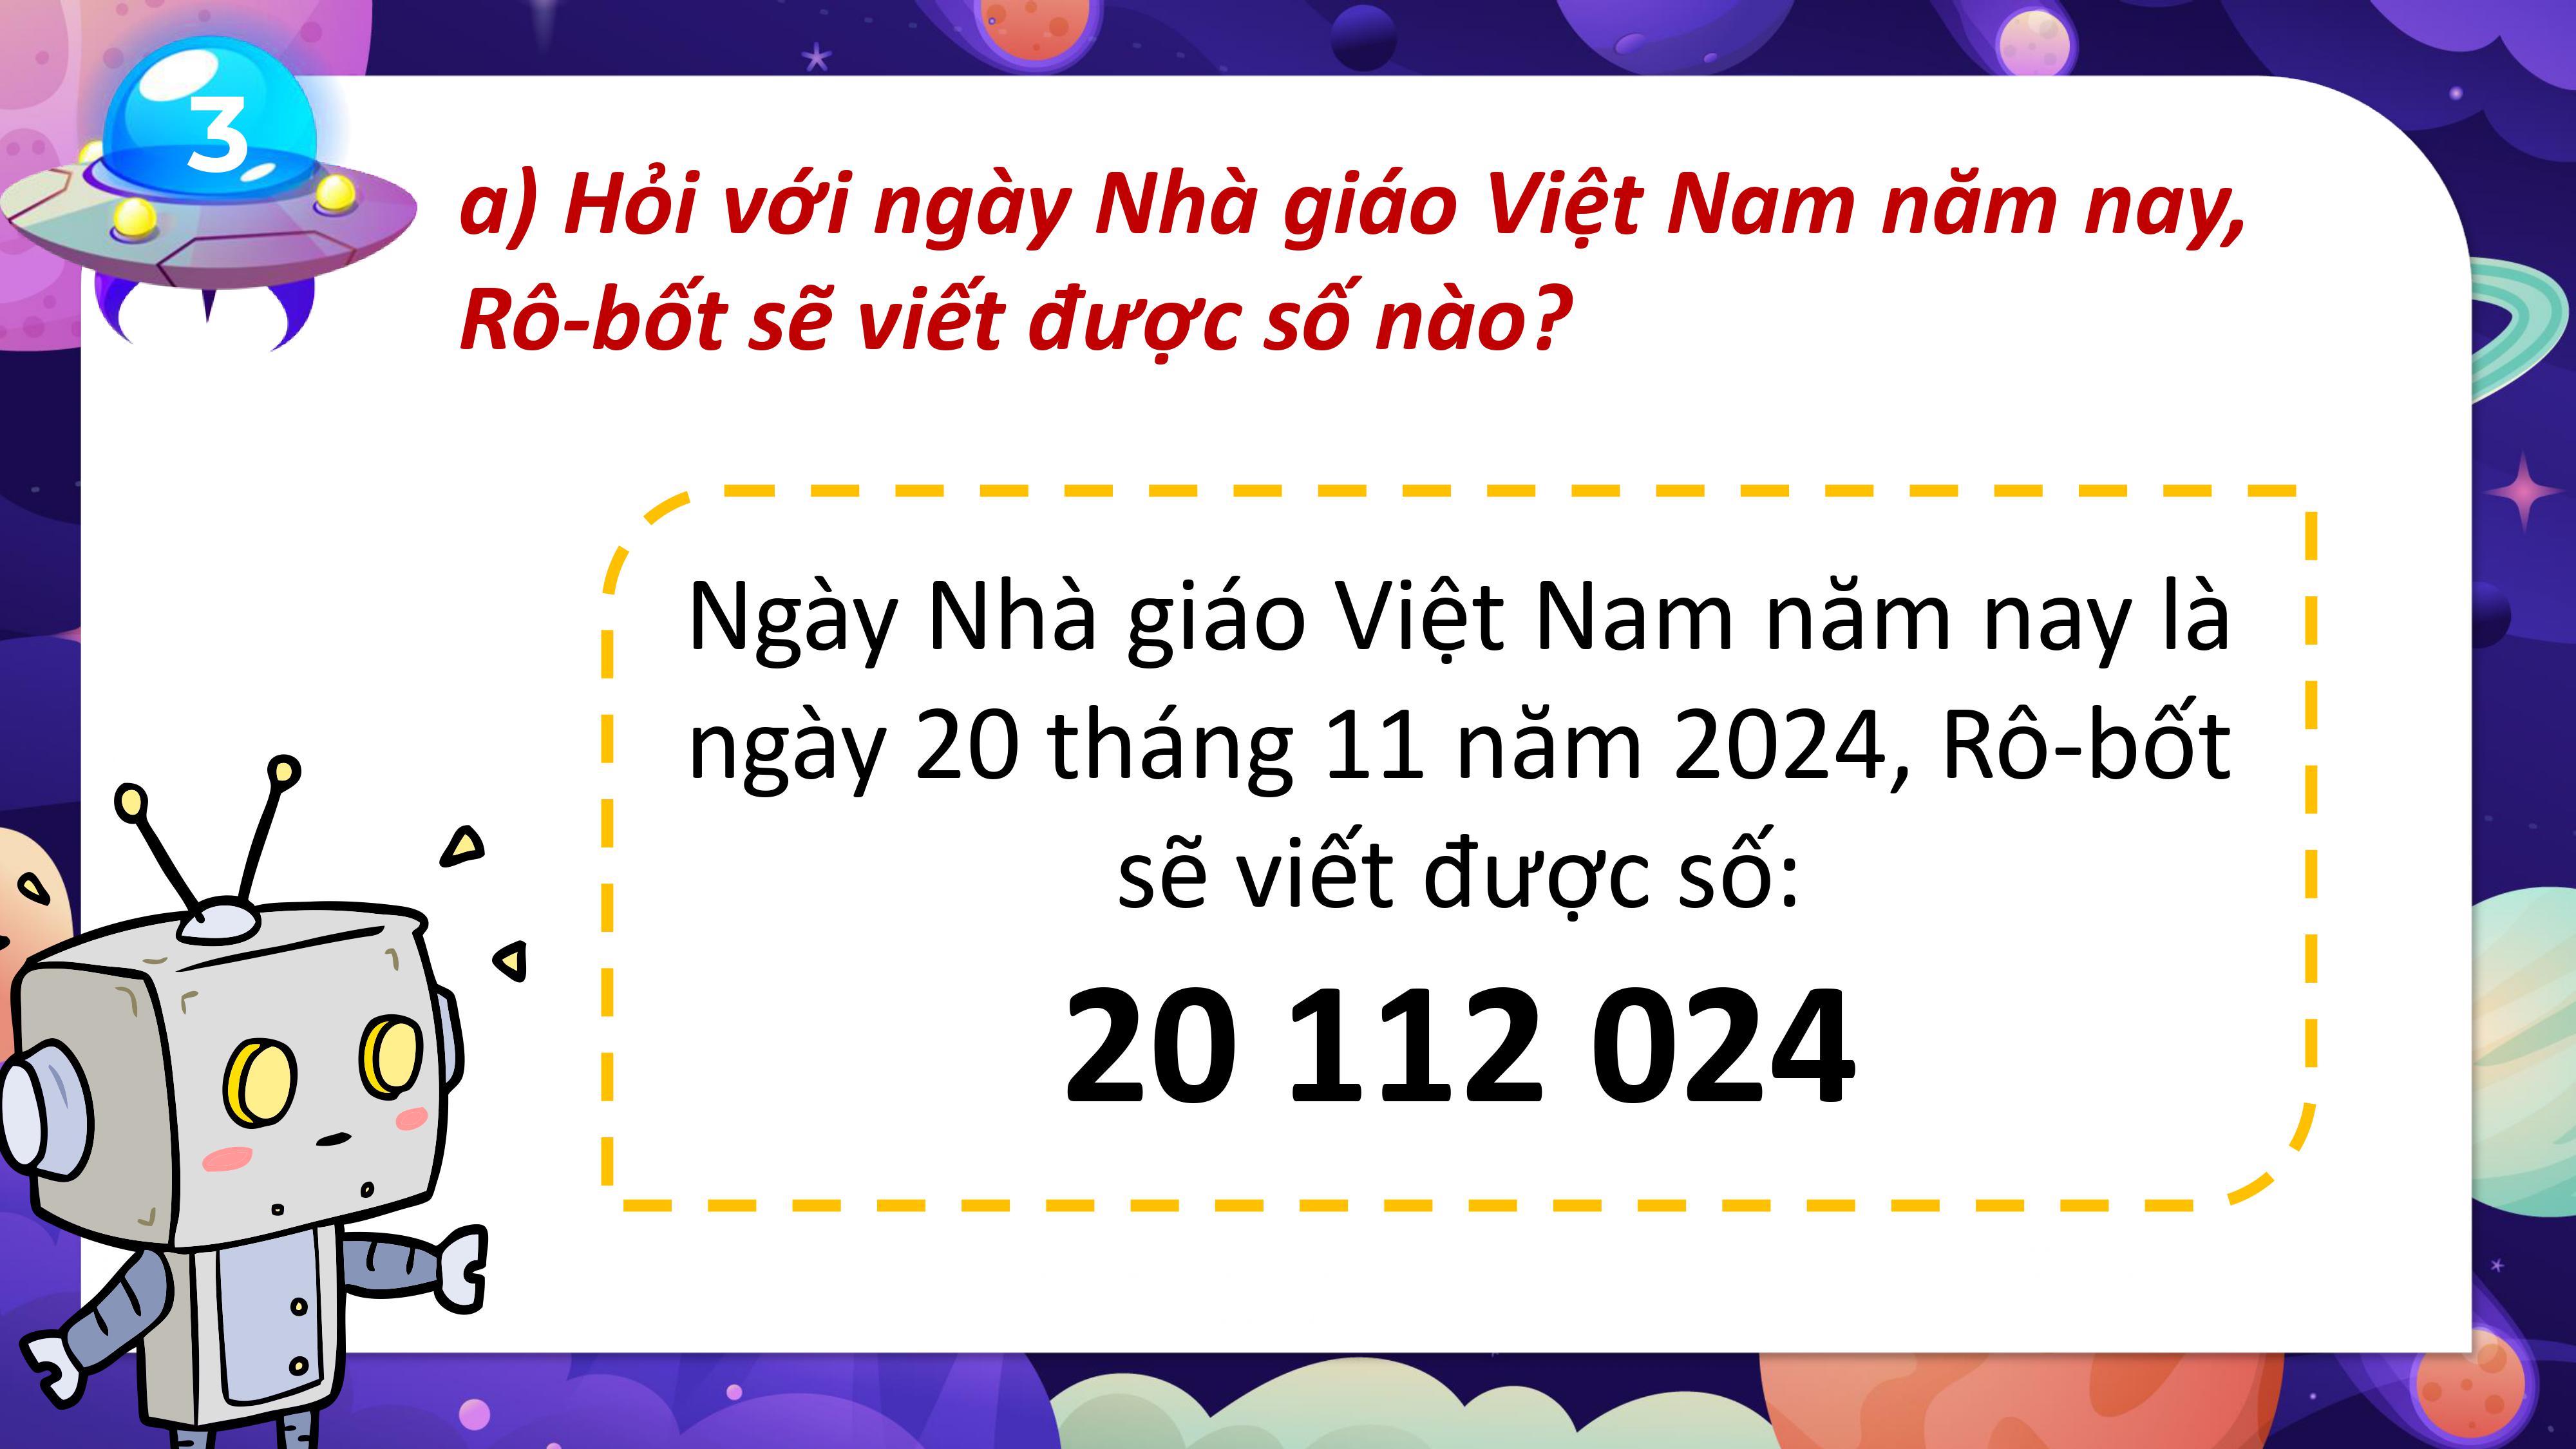 3
a) Hỏi với ngày Nhà giáo Việt Nam năm nay,
Rô-bốt sẽ viết được số nào?
Ngày Nhà giáo Việt Nam năm nay là
ngày 20 tháng 11 năm 2024, Rô-bốt
sẽ viết được số:
20 112 024